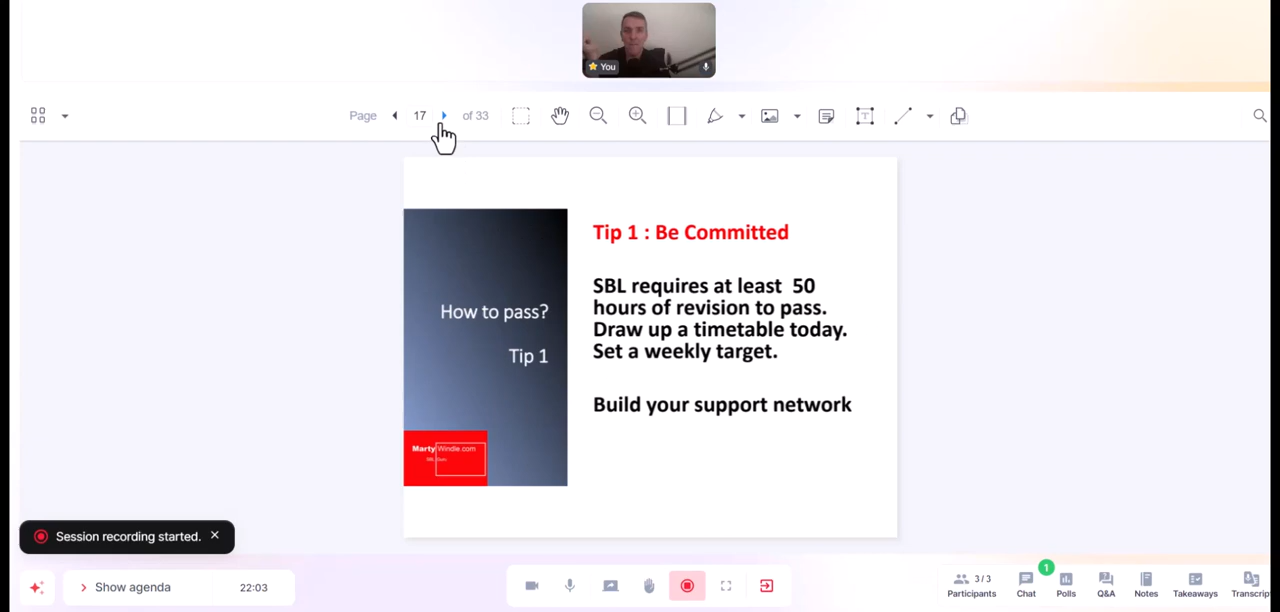 You
Page 17 of 33
How to pass?
Tip 1
Tip 1 : Be Committed
SBL requires at least 50
hours of revision to pass.
Draw up a timetable today.
Set a weekly target.
Build your support network
MartyWindle.com
Session recording started.
Show agenda 22:03
3/3 1
Participants Chat Polls Q&A Notes Takeaways Transcrip